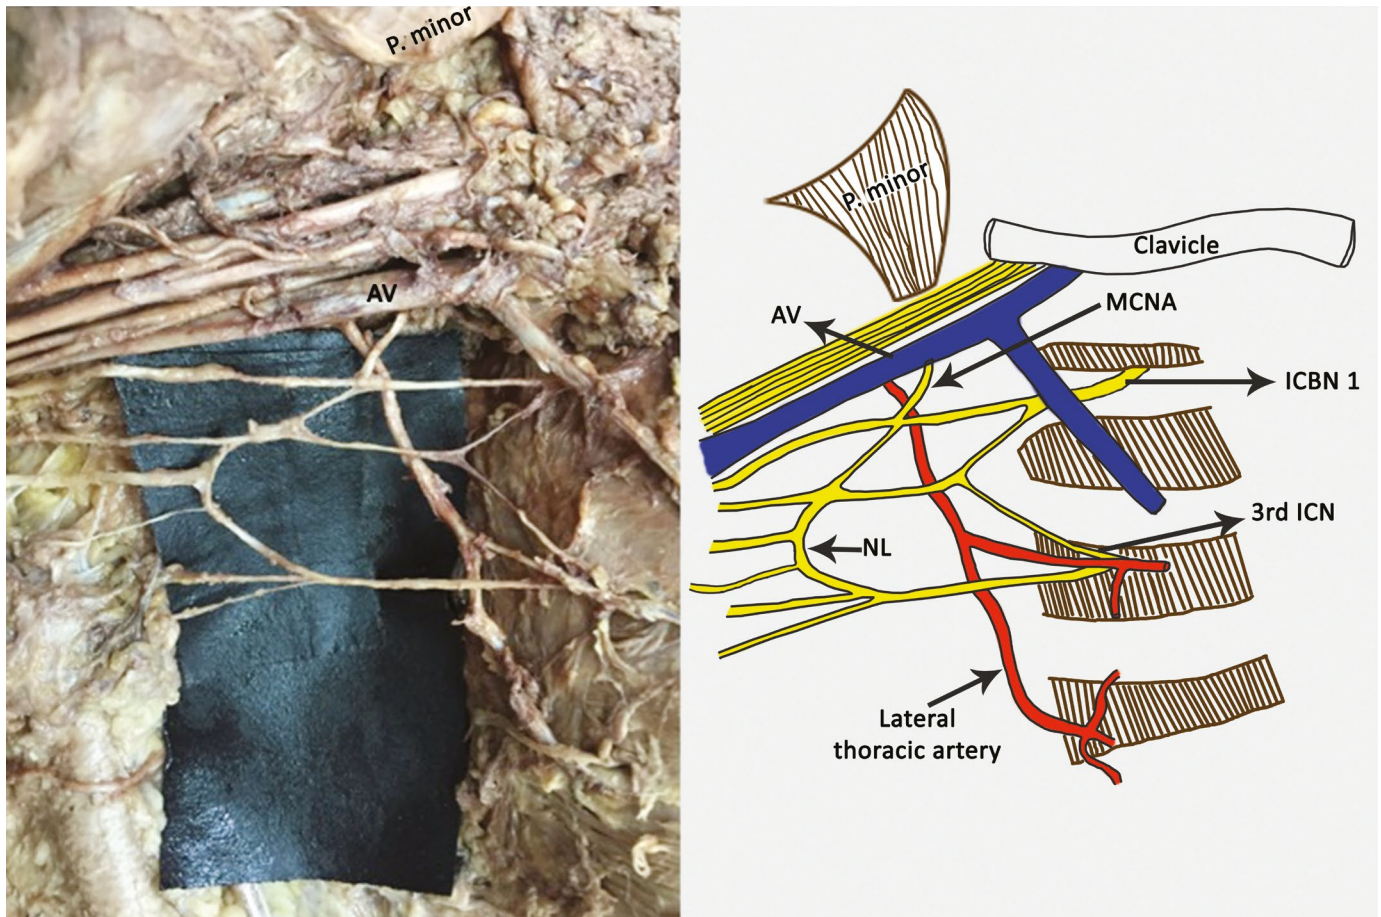 P. minor
AV
P. minor
Clavicle
AV
MCNA
ICBN 1
3rd ICN
NL
Lateral
thoracic artery